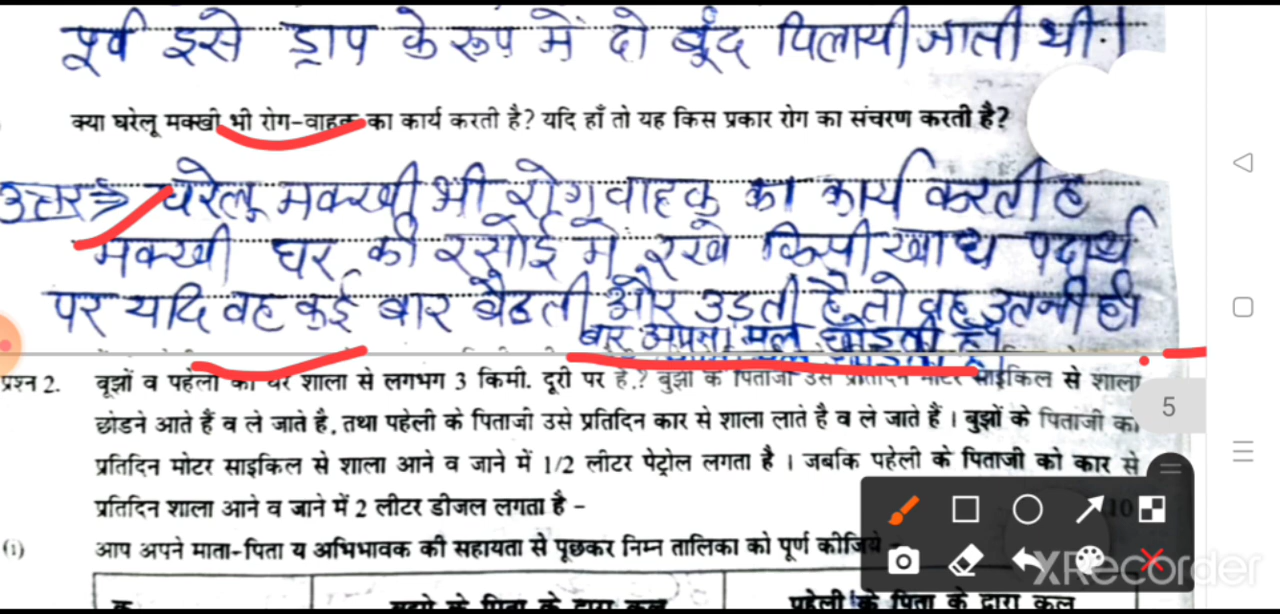 पूर्व इसे ड्राप के रूप में दो बूँद पिलायी जाती थी।
क्या घरेलू मक्खी भी रोग-वाहक का कार्य करती है? यदि हाँ तो यह किस प्रकार रोग का संचरण करती है?
उत्तर⇒ घरेलू मक्खी भी रोगवाहक का कार्य करती है
मक्खी घर की रसोई में रखे किसी खाद्य पदार्थ
पर यदि वह कई बार बैठती और उड़ती है तो वह उतनी ही
बार अपना मल छोड़ती है।
प्रश्न 2. बूझों व पहेली का घर शाला से लगभग 3 किमी. दूरी पर है.? बुझों के पिताजी उसे प्रतिदिन मोटर साइकिल से शाला
छोडने आते हैं व ले जाते है, तथा पहेली के पिताजी उसे प्रतिदिन कार से शाला लाते है व ले जाते हैं । बुझों के पिताजी का
प्रतिदिन मोटर साइकिल से शाला आने व जाने में 1/2 लीटर पेट्रोल लगता है । जबकि पहेली के पिताजी को कार से
प्रतिदिन शाला आने व जाने में 2 लीटर डीजल लगता है -
10
(i) आप अपने माता-पिता य अभिभावक की सहायता से पूछकर निम्न तालिका को पूर्ण कीजिये -
पहेली के पिता के द्वारा कुल
5
XRecorder